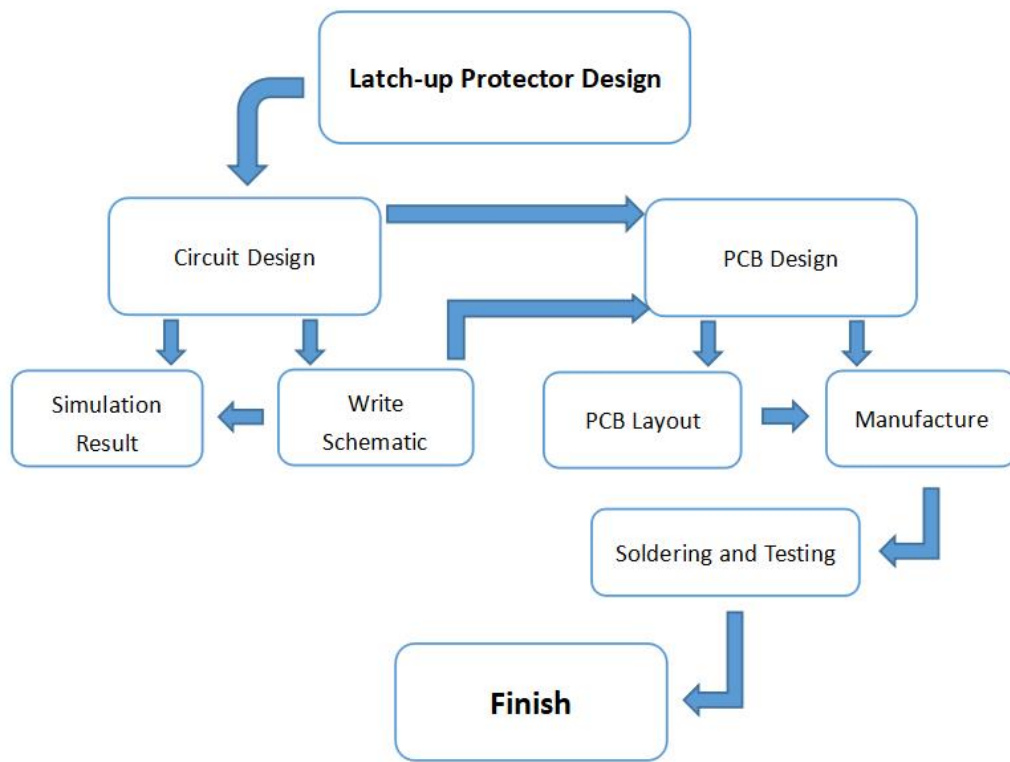 Latch-up Protector Design
Circuit Design
PCB Design
Simulation
Result
Write
Schematic
PCB Layout
Manufacture
Soldering and Testing
Finish